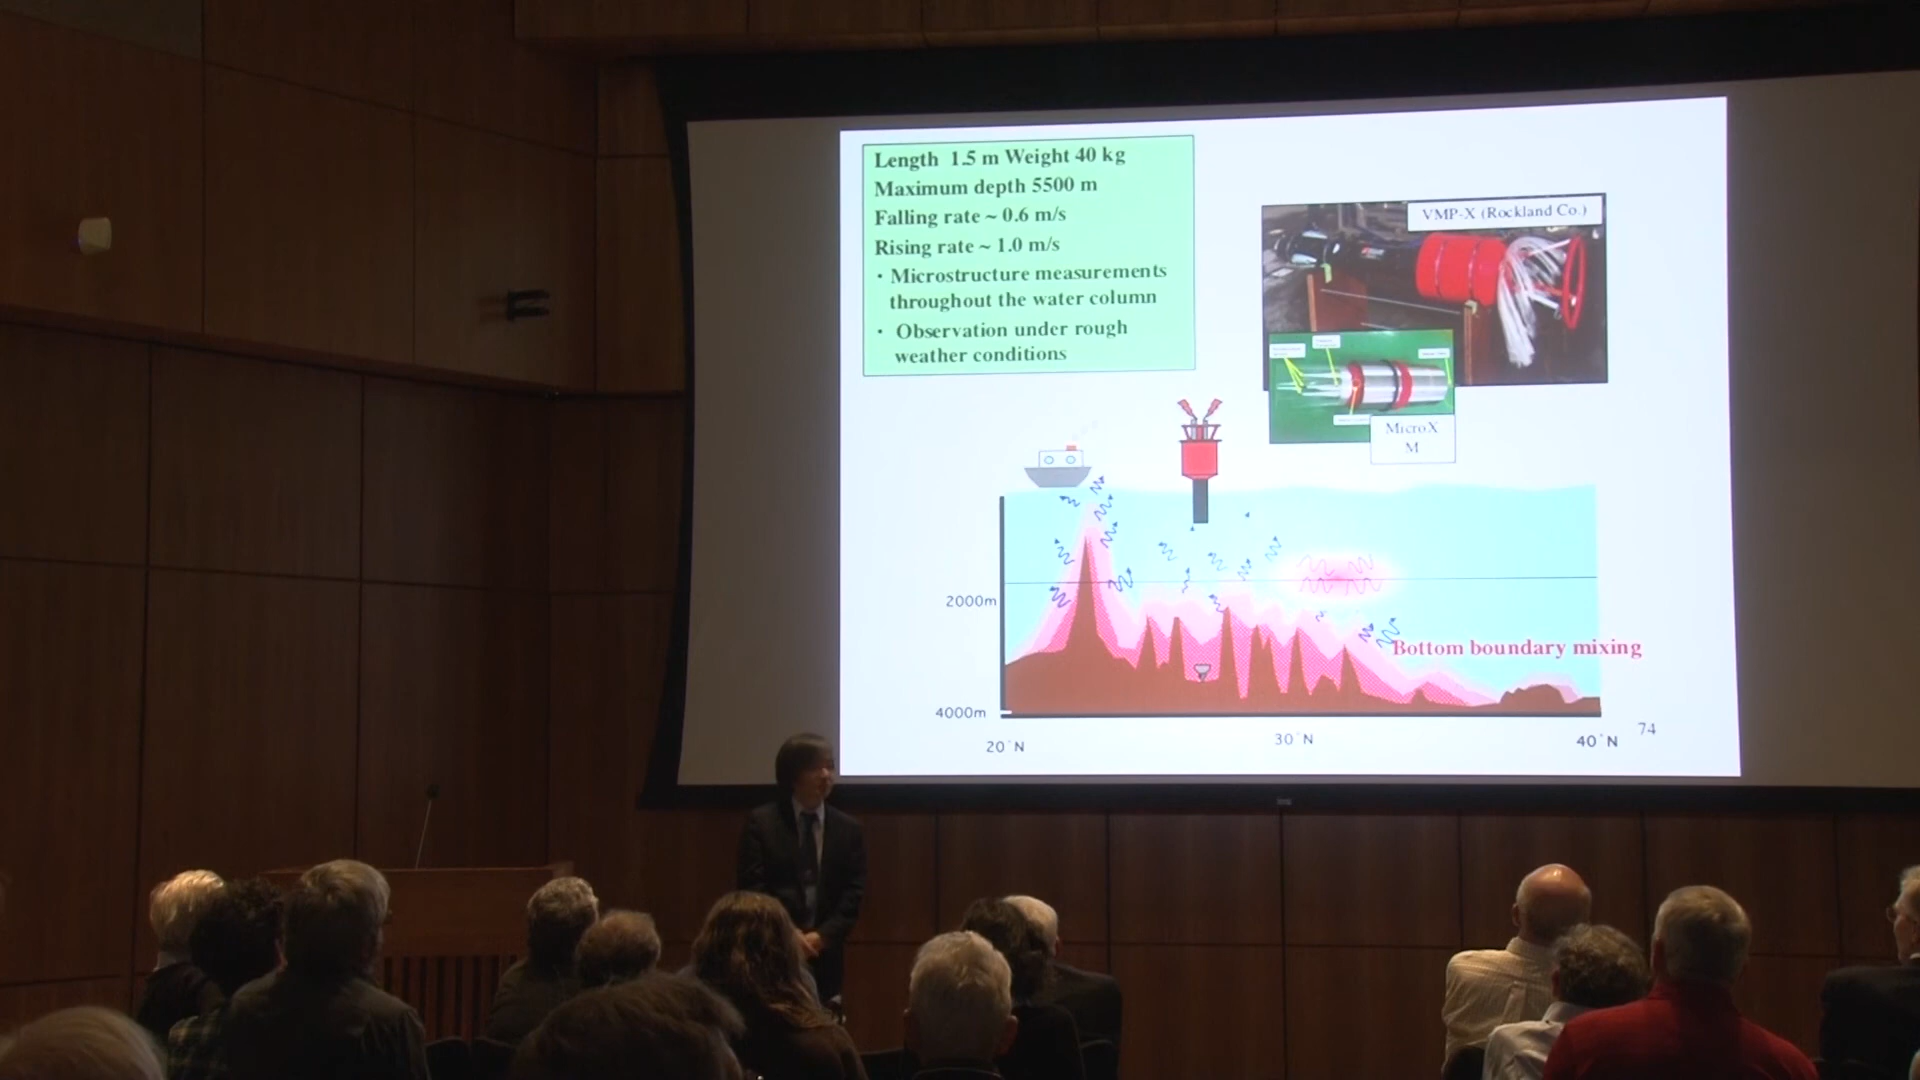 Length 1.5 m Weight 40 kg
Maximum depth 5500 m
Falling rate ~ 0.6 m/s
Rising rate ~ 1.0 m/s
・Microstructure measurements
throughout the water column
・ Observation under rough
weather conditions
VMP-X (Rockland Co.)
MicroX
M
2000m
Bottom boundary mixing
4000m
20°N
30°N
40°N
74